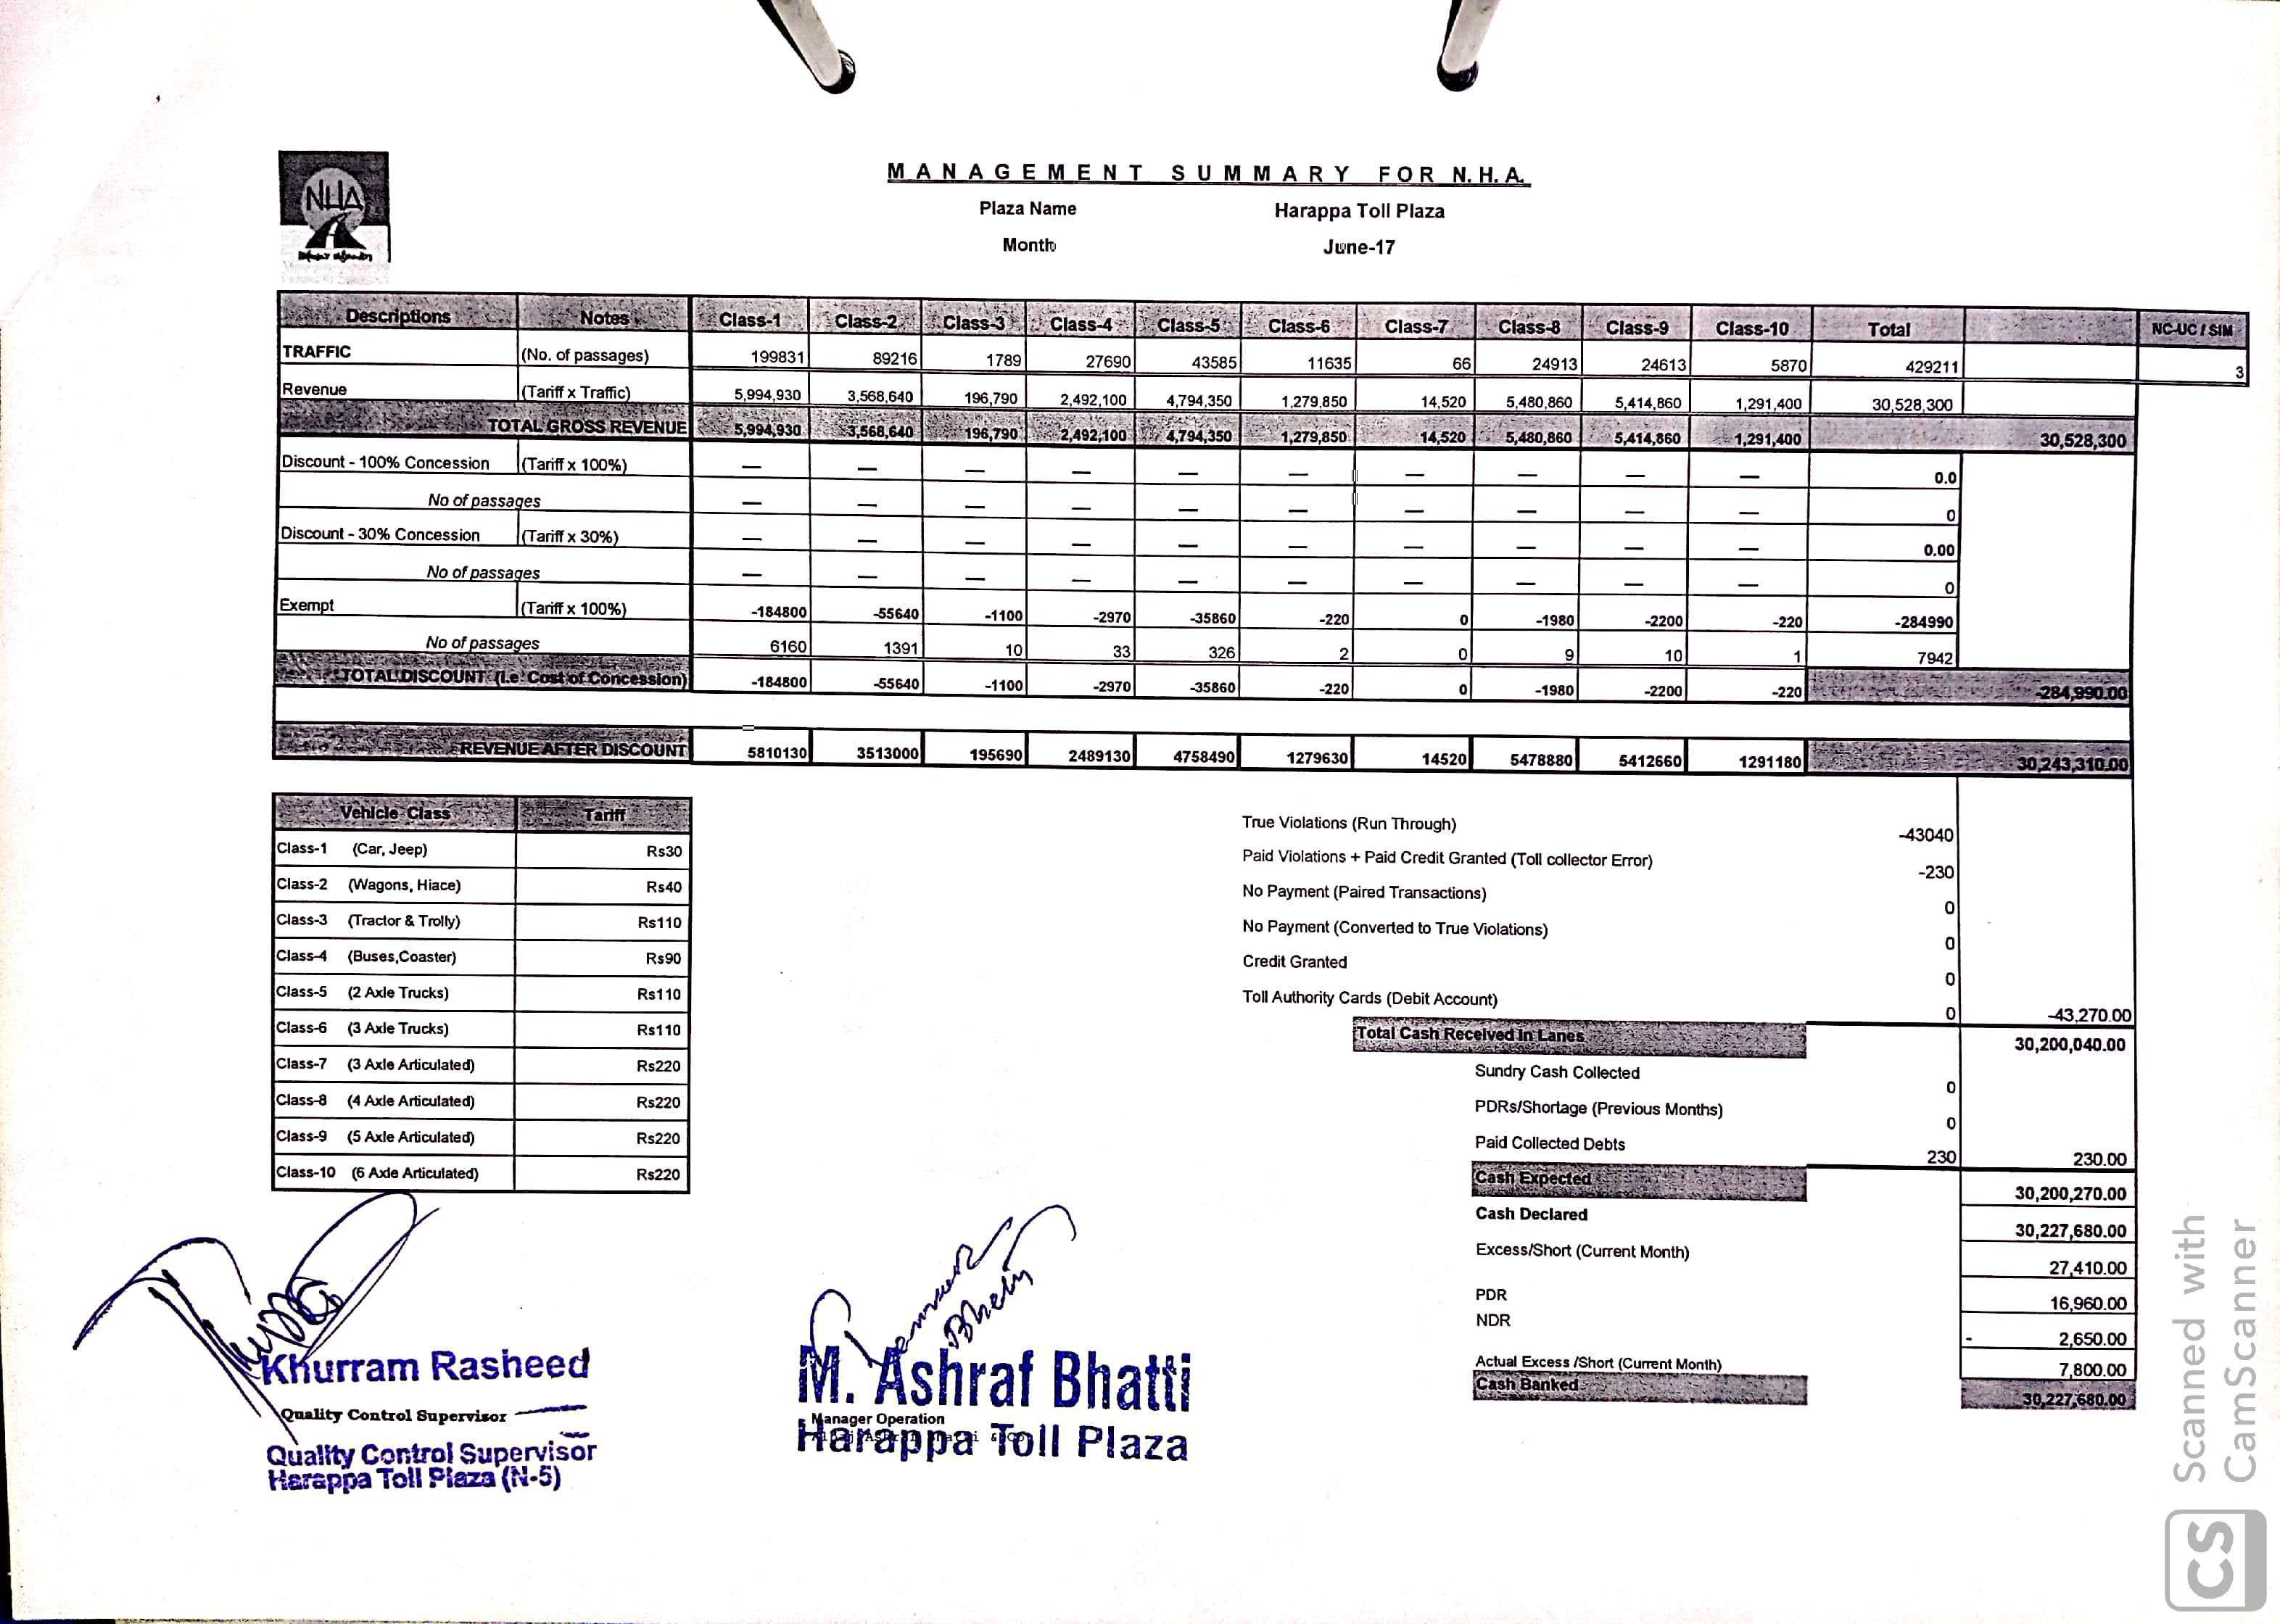 NHA
MANAGEMENT SUMMARY FOR N.H.A.
Plaza Name Harappa Toll Plaza
Month June-17
Descriptions Notes Class-1 Class-2 Class-3 Class-4 Class-5 Class-6 Class-7 Class-8 Class-9 Class-10 Total NC-UC / SIM
TRAFFIC (No. of passages) 199831 89216 1789 27690 43585 11635 66 24913 24613 5870 429211 3
Revenue (Tariff x Traffic) 5,994,930 3,568,640 196,790 2,492,100 4,794,350 1,279,850 14,520 5,480,860 5,414,860 1,291,400 30,528,300
TOTAL GROSS REVENUE 5,994,930 3,568,640 196,790 2,492,100 4,794,350 1,279,850 14,520 5,480,860 5,414,860 1,291,400 30,528,300
Discount - 100% Concession (Tariff x 100%) — — — — — — — — — — 0.0
No of passages — — — — — — — — — — 0
Discount - 30% Concession (Tariff x 30%) — — — — — — — — — — 0.00
No of passages — — — — — — — — — — 0
Exempt (Tariff x 100%) -184800 -55640 -1100 -2970 -35860 -220 0 -1980 -2200 -220 -284990
No of passages 6160 1391 10 33 326 2 0 9 10 1 7942
TOTAL DISCOUNT (i.e. Cost of Concession) -184800 -55640 -1100 -2970 -35860 -220 0 -1980 -2200 -220 -284,990.00
REVENUE AFTER DISCOUNT 5810130 3513000 195690 2489130 4758490 1279630 14520 5478880 5412660 1291180 30,243,310.00
Vehicle Class Tariff
Class-1 (Car, Jeep) Rs30
Class-2 (Wagons, Hiace) Rs40
Class-3 (Tractor & Trolly) Rs110
Class-4 (Buses,Coaster) Rs90
Class-5 (2 Axle Trucks) Rs110
Class-6 (3 Axle Trucks) Rs110
Class-7 (3 Axle Articulated) Rs220
Class-8 (4 Axle Articulated) Rs220
Class-9 (5 Axle Articulated) Rs220
Class-10 (6 Axle Articulated) Rs220
True Violations (Run Through) -43040
Paid Violations + Paid Credit Granted (Toll collector Error) -230
No Payment (Paired Transactions) 0
No Payment (Converted to True Violations) 0
Credit Granted 0
Toll Authority Cards (Debit Account) 0 -43,270.00
Total Cash Received in Lanes 30,200,040.00
Sundry Cash Collected 0
PDRs/Shortage (Previous Months) 0
Paid Collected Debts 230 230.00
Cash Expected 30,200,270.00
Cash Declared 30,227,680.00
Excess/Short (Current Month) 27,410.00
PDR 16,960.00
NDR - 2,650.00
Actual Excess /Short (Current Month) 7,800.00
Cash Banked 30,227,680.00
Khurram Rasheed
Quality Control Supervisor
Quality Control Supervisor
Harappa Toll Plaza (N-5)
Bhatti
M. Ashraf Bhatti
Manager Operation
Harappa Toll Plaza
Scanned with
CamScanner
CS